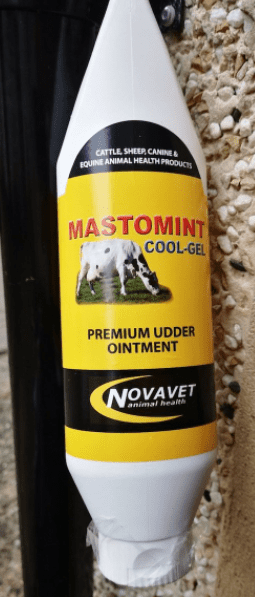 CATTLE, SHEEP, CANINE &
EQUINE ANIMAL HEALTH PRODUCTS
MASTOMINT
COOL-GEL
PREMIUM UDDER
OINTMENT
NOVAVET
animal health